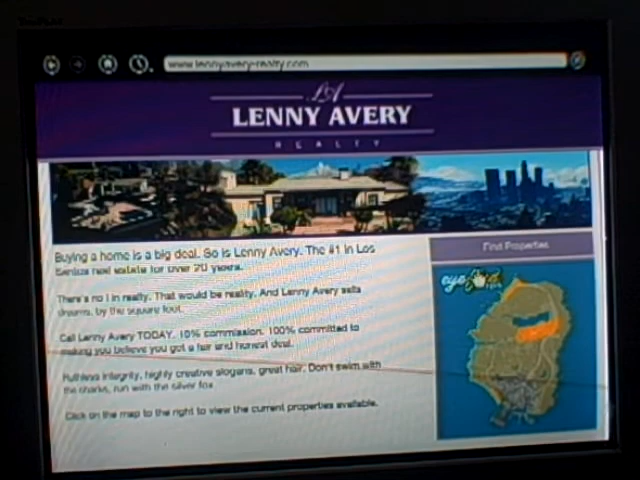 www.lennyavery-realty.com
LA
LENNY AVERY
REALTY
Buying a home is a big deal. So is Lenny Avery. The #1 in Los
Santos real estate for over 20 years.
Find Properties
There's no I in realty. That would be reality. And Lenny Avery sells
dreams, by the square foot.
eyefind
Call Lenny Avery TODAY. 10% commission. 100% committed to
making you believe you got a fair and honest deal.
Ruthless integrity, highly creative slogans, great hair. Don't swim with
the sharks, run with the silver fox
Click on the map to the right to view the current properties available.